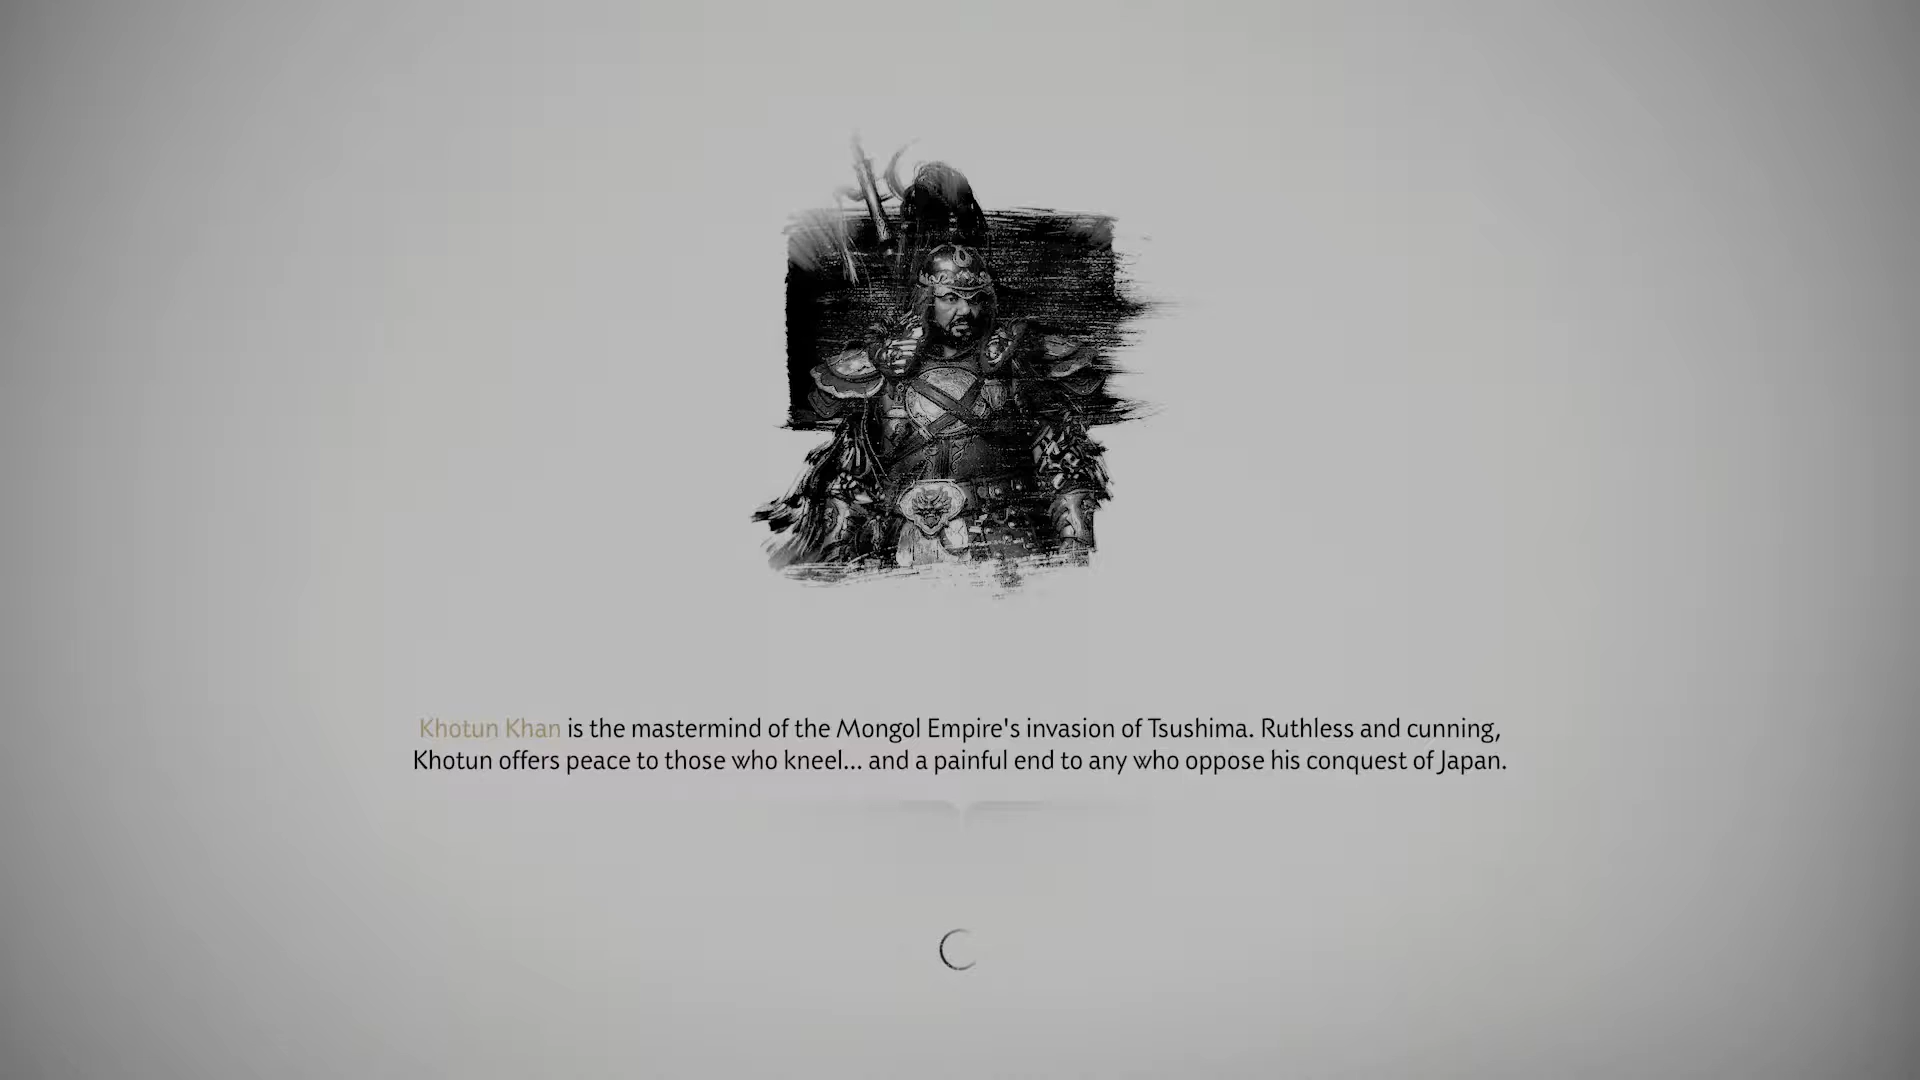 Khotun Khan is the mastermind of the Mongol Empire's invasion of Tsushima. Ruthless and cunning,
Khotun offers peace to those who kneel... and a painful end to any who oppose his conquest of Japan.